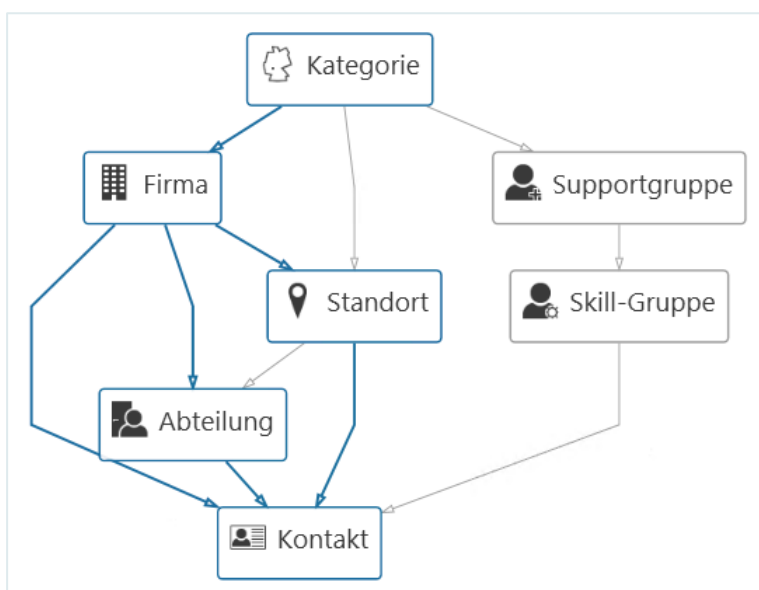 Kategorie
Firma
Supportgruppe
Standort
Skill-Gruppe
Abteilung
Kontakt